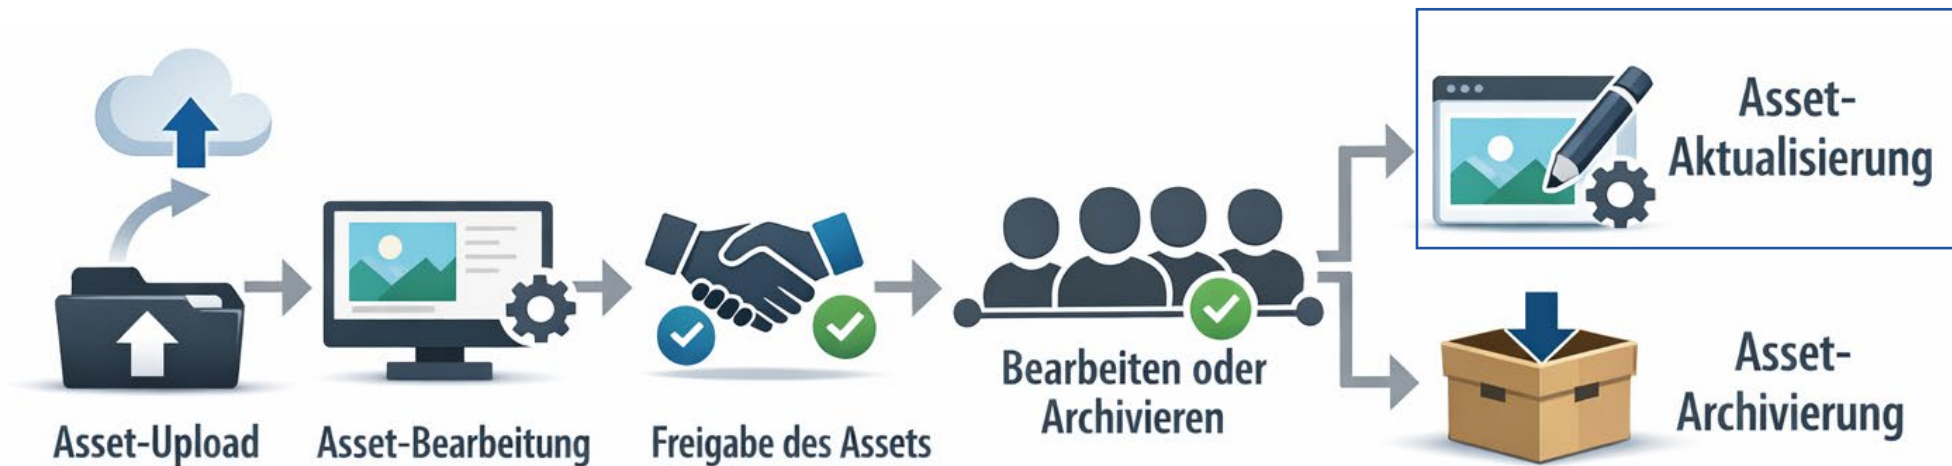 Asset-Upload
Asset-Bearbeitung
Freigabe des Assets
Bearbeiten oder
Archivieren
Asset-
Aktualisierung
Asset-
Archivierung